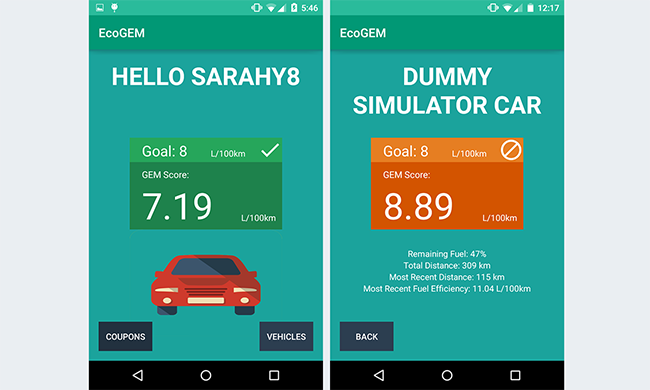 5:46
EcoGEM
HELLO SARAHY8
Goal: 8 L/100km
GEM Score:
7.19 L/100km
COUPONS
VEHICLES
12:17
EcoGEM
DUMMY
SIMULATOR CAR
Goal: 8 L/100km
GEM Score:
8.89 L/100km
Remaining Fuel: 47%
Total Distance: 309 km
Most Recent Distance: 115 km
Most Recent Fuel Efficiency: 11.04 L/100km
BACK